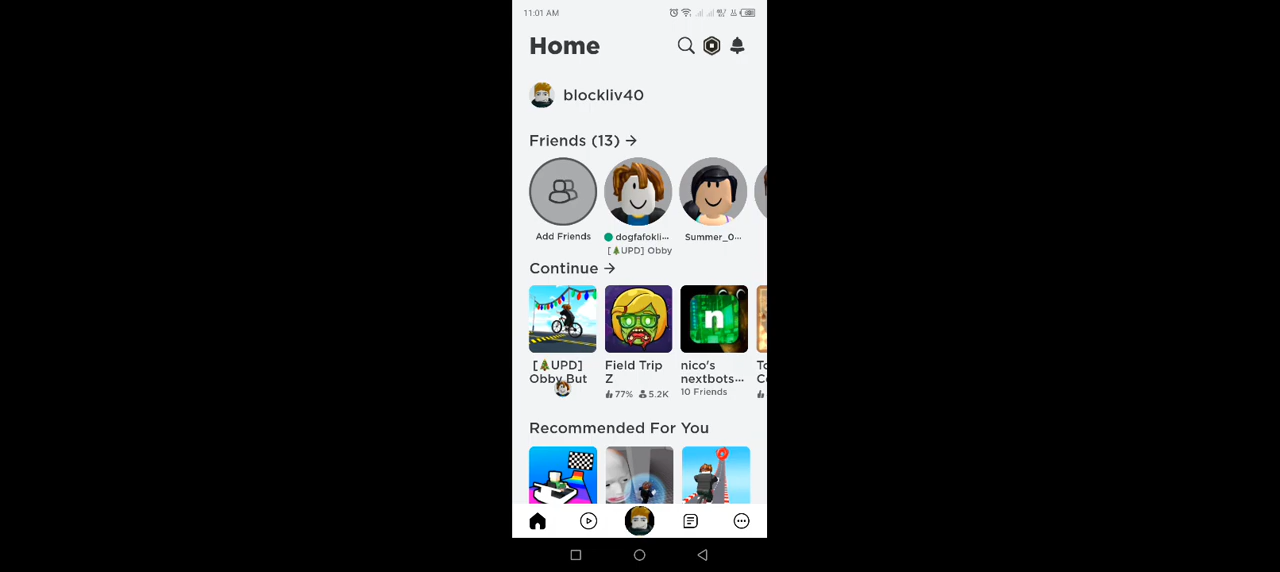 11:01 AM
Home
blockliv40
Friends (13) →
Add Friends
dogfafokli...
Summer_0...
[🌲UPD] Obby
Continue →
[🌲UPD]
Obby But
Field Trip
Z
77% 5.2K
n
nico's
nextbots...
10 Friends
To
Recommended For You